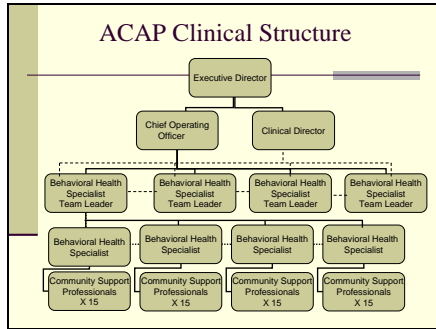 ACAP Clinical Structure
Executive Director
Chief Operating
Officer
Clinical Director
Behavioral Health
Specialist
Team Leader
Behavioral Health
Specialist
Team Leader
Behavioral Health
Specialist
Team Leader
Behavioral Health
Specialist
Team Leader
Behavioral Health
Specialist
Behavioral Health
Specialist
Behavioral Health
Specialist
Behavioral Health
Specialist
Community Support
Professionals
X 15
Community Support
Professionals
X 15
Community Support
Professionals
X 15
Community Support
Professionals
X 15